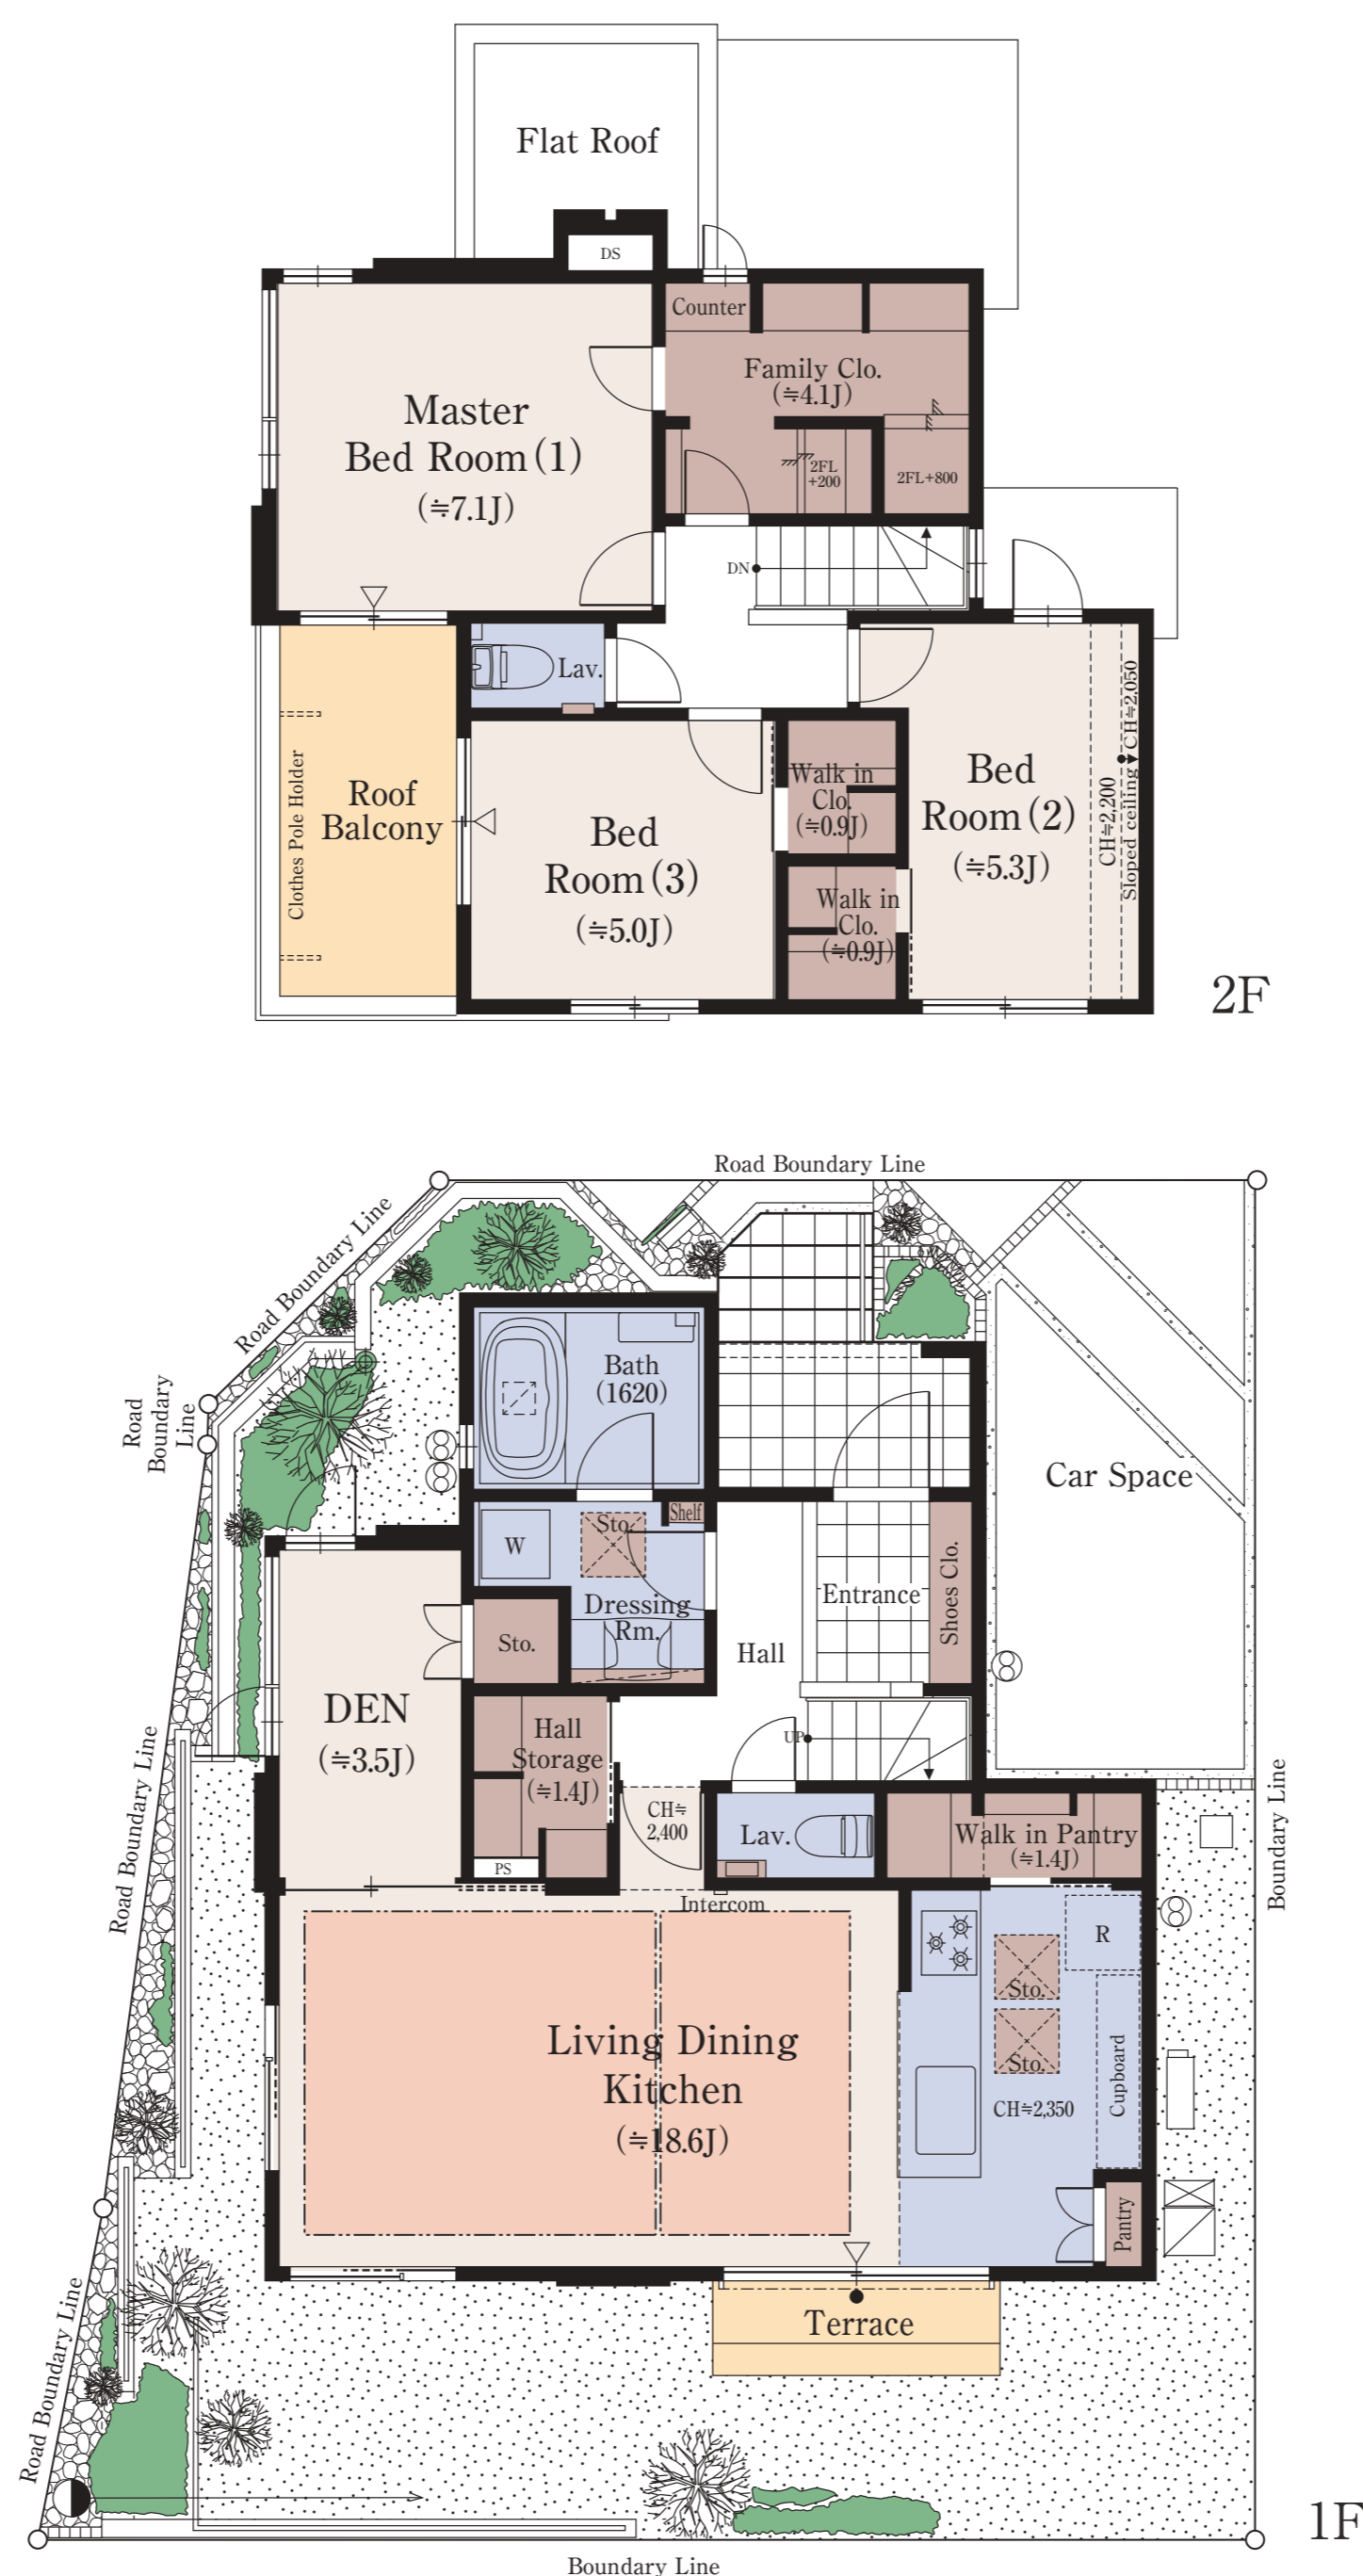 Flat Roof
DS
Counter
Family Clo.
(≒4.1J)
Master
Bed Room(1)
(≒7.1J)
2FL
+200
2FL+800
DN
Lav.
Clothes Pole Holder
Roof
Balcony
Bed
Room(3)
(≒5.0J)
Walk in
Clo.
(≒0.9J)
Walk in
Clo.
(≒0.9J)
Bed
Room(2)
(≒5.3J)
CH≒2,200
Sloped ceiling
CH≒2,050
2F
Road Boundary Line
Road Boundary Line
Road
Boundary
Line
Bath
(1620)
Car Space
W
Sto.
Shelf
Dressing
Rm.
Entrance
Shoes Clo.
Sto.
Hall
DEN
(≒3.5J)
Hall
Storage
(≒1.4J)
UP
CH≒
2,400
Lav.
Walk in Pantry
(≒1.4J)
PS
Intercom
Road Boundary Line
Boundary Line
R
Sto.
Sto.
Living Dining
Kitchen
(≒18.6J)
CH≒2,350
Cupboard
Pantry
Terrace
Road Boundary Line
1F
Boundary Line